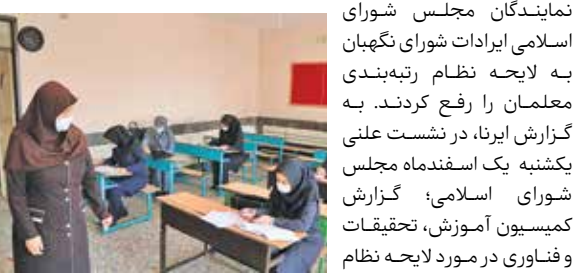 نمایندگان مجلس شورای
اسلامی ایرادات شورای نگهبان
به لایحه نظام رتبه‌بندی
معلمان را رفع کردند. به
گزارش ایرنا، در نشست علنی
یکشنبه یک اسفندماه مجلس
شورای اسلامی؛ گزارش
کمیسیون آموزش، تحقیقات
و فناوری در مورد لایحه نظام